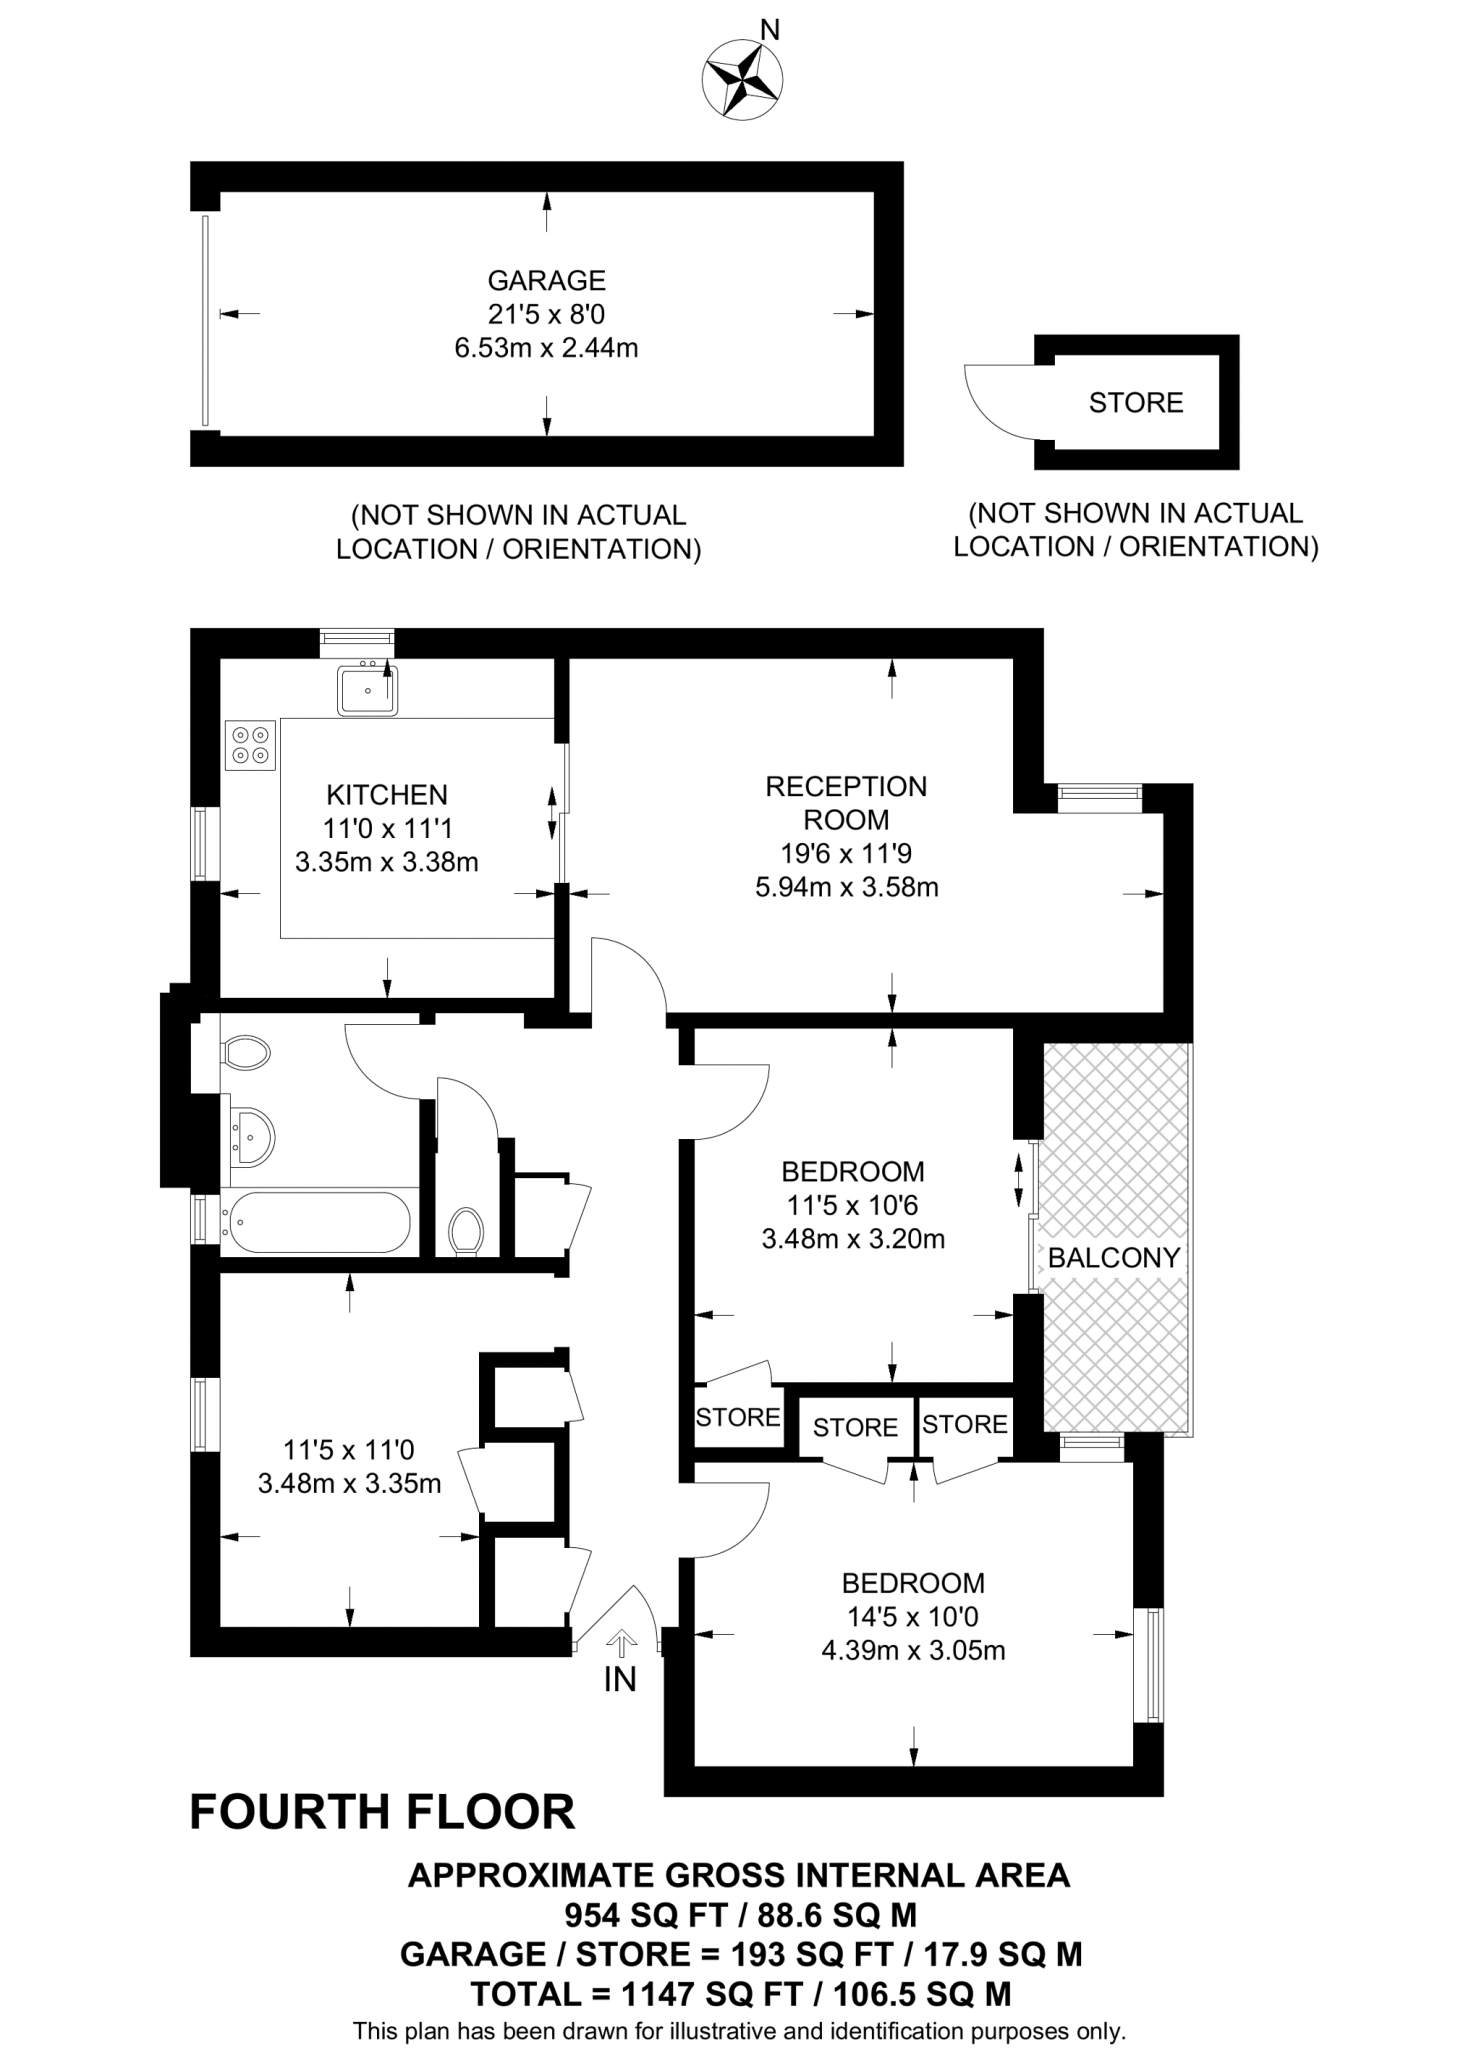 N
GARAGE
21'5 x 8'0
6.53m x 2.44m
(NOT SHOWN IN ACTUAL
LOCATION / ORIENTATION)
STORE
(NOT SHOWN IN ACTUAL
LOCATION / ORIENTATION)
KITCHEN
11'0 x 11'1
3.35m x 3.38m
RECEPTION
ROOM
19'6 x 11'9
5.94m x 3.58m
BEDROOM
11'5 x 10'6
3.48m x 3.20m
BALCONY
STORE
STORE
STORE
11'5 x 11'0
3.48m x 3.35m
BEDROOM
14'5 x 10'0
4.39m x 3.05m
IN
FOURTH FLOOR
APPROXIMATE GROSS INTERNAL AREA
954 SQ FT / 88.6 SQ M
GARAGE / STORE = 193 SQ FT / 17.9 SQ M
TOTAL = 1147 SQ FT / 106.5 SQ M
This plan has been drawn for illustrative and identification purposes only.